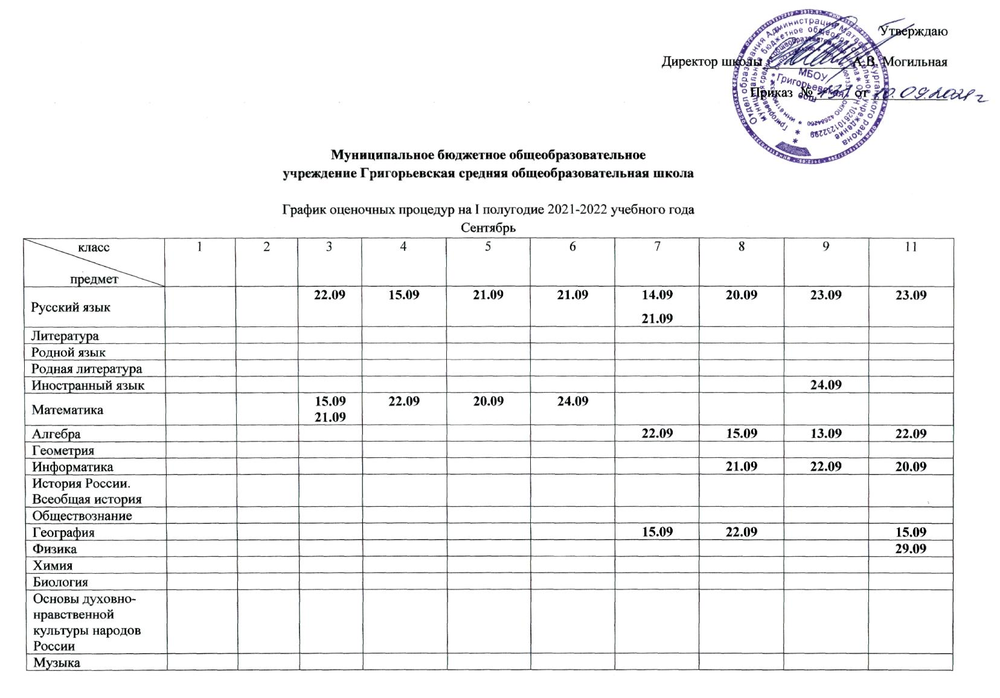 Утверждаю
Директор школы А.В. Могильная
Приказ № от 10.09.2021 г
МБОУ
Григорьевская
сош
Муниципальное бюджетное общеобразовательное
учреждение Григорьевская средняя общеобразовательная школа
График оценочных процедур на I полугодие 2021-2022 учебного года
Сентябрь
класс 1 2 3 4 5 6 7 8 9 11
предмет
Русский язык 22.09 15.09 21.09 21.09 14.09 20.09 23.09 23.09
21.09
Литература
Родной язык
Родная литература
Иностранный язык 24.09
Математика 15.09 22.09 20.09 24.09
21.09
Алгебра 22.09 15.09 13.09 22.09
Геометрия
Информатика 21.09 22.09 20.09
История России.
Всеобщая история
Обществознание
География 15.09 22.09 15.09
Физика 29.09
Химия
Биология
Основы духовно-
нравственной
культуры народов
России
Музыка